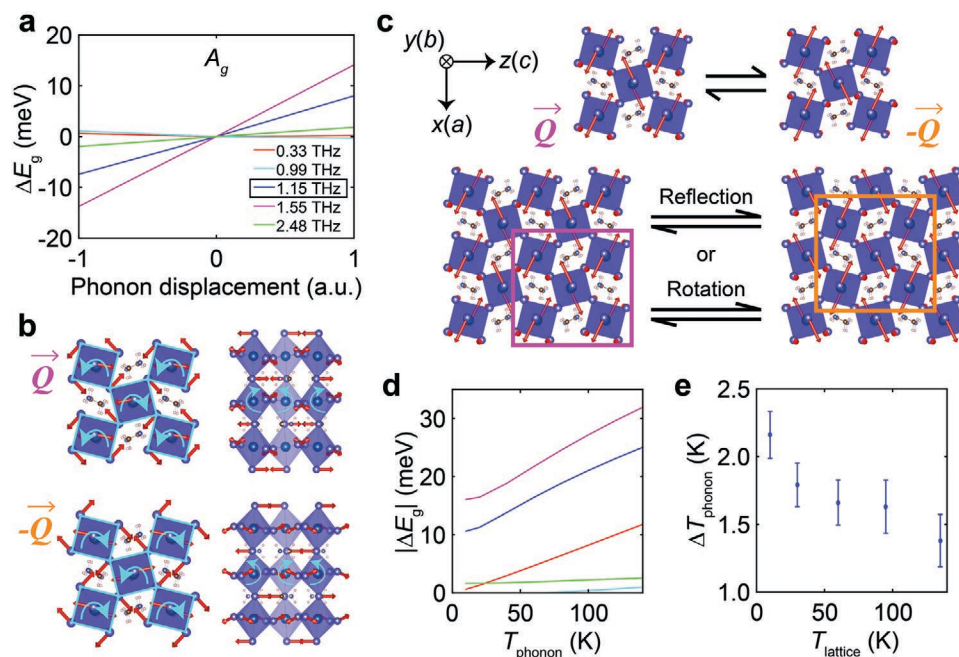 a
A_g
ΔE_g (meV)
20
10
0
-10
-20
0.33 THz
0.99 THz
1.15 THz
1.55 THz
2.48 THz
-1
0
1
Phonon displacement (a.u.)
b
Q
-Q
c
y(b)
z(c)
x(a)
Q
-Q
Reflection
or
Rotation
d
|ΔE_g| (meV)
30
20
10
0
0
50
100
T_phonon (K)
e
ΔT_phonon (K)
2.5
2.0
1.5
1.0
0
50
100
T_lattice (K)